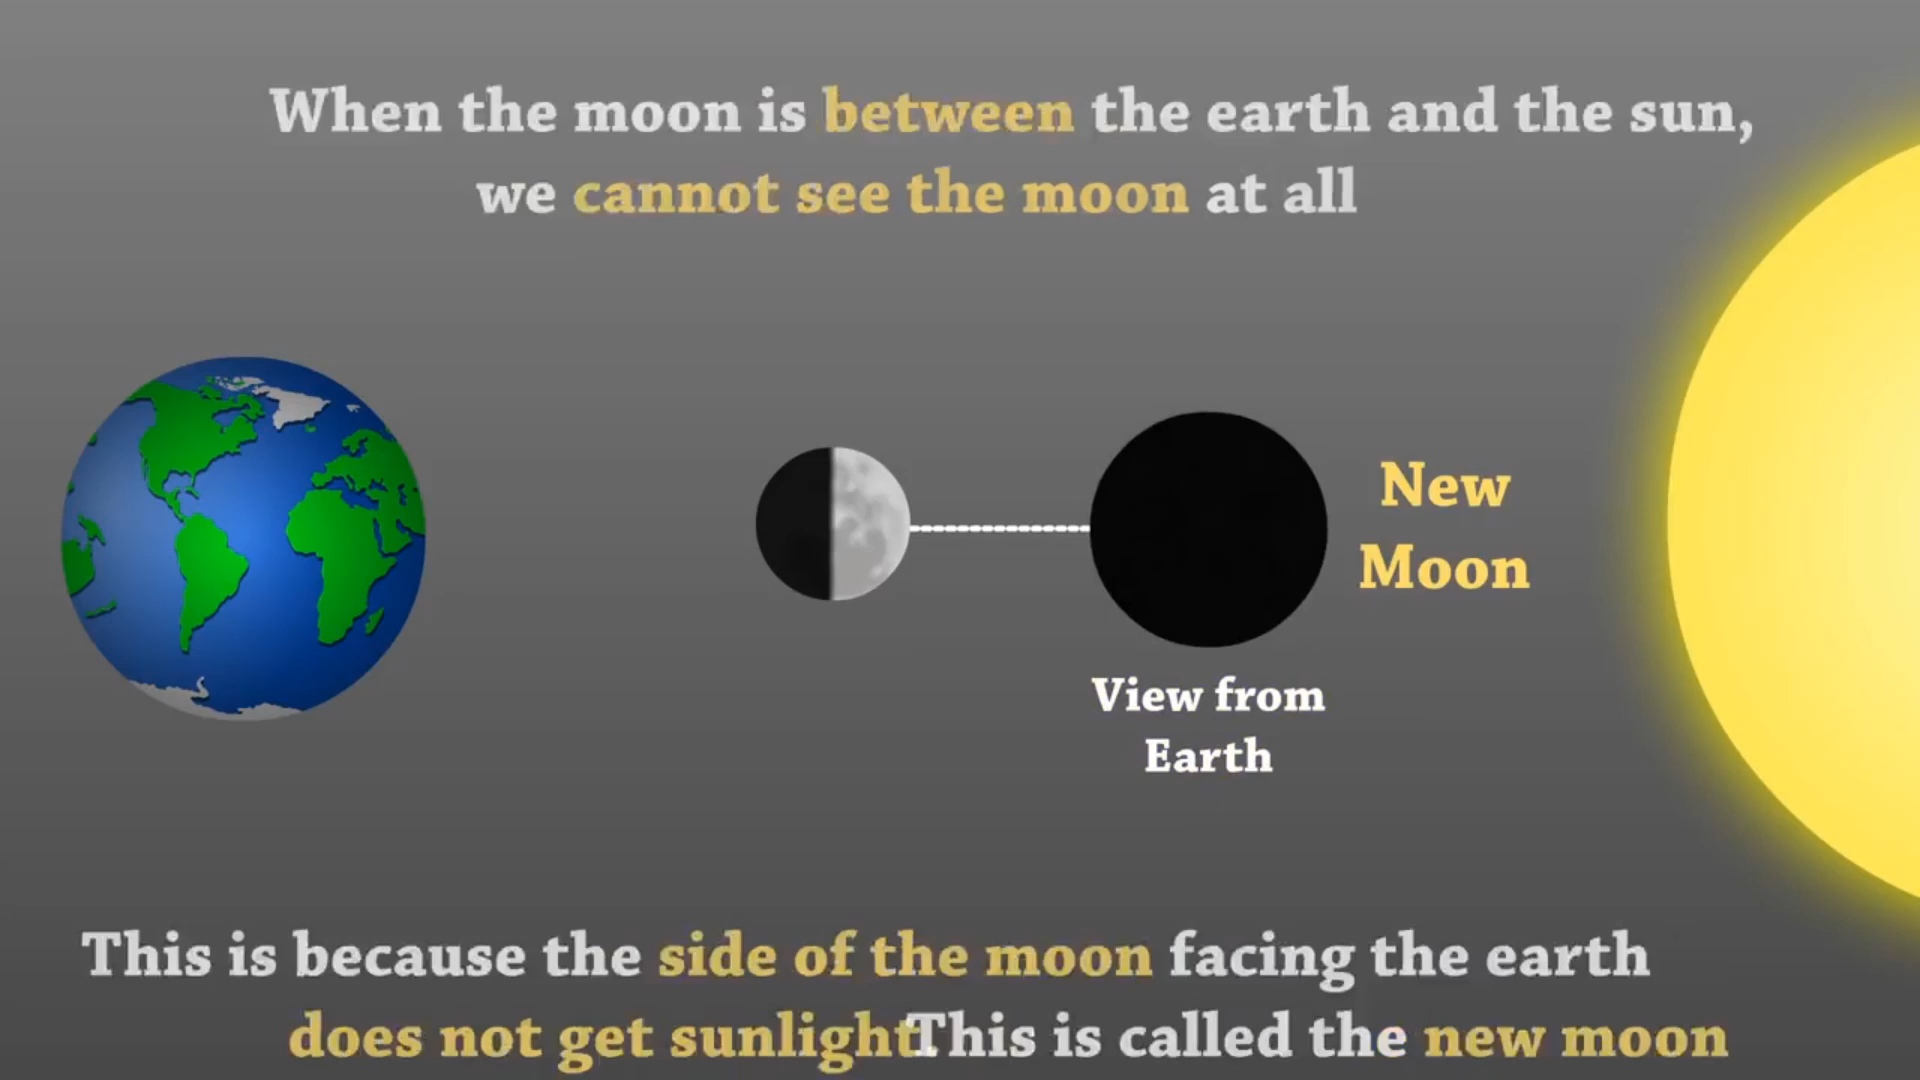 When the moon is between the earth and the sun,
we cannot see the moon at all
New
Moon
View from
Earth
This is because the side of the moon facing the earth
does not get sunlight. This is called the new moon